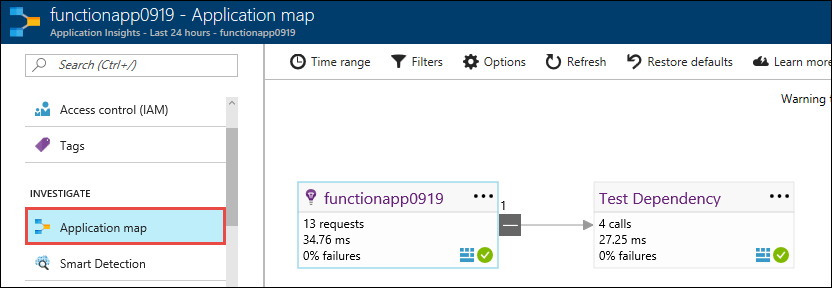 functionapp0919 - Application map
Application Insights - Last 24 hours - functionapp0919
Search (Ctrl+/)
Access control (IAM)
Tags
INVESTIGATE
Application map
Smart Detection
Time range
Filters
Options
Refresh
Restore defaults
Learn more
Warning
functionapp0919
13 requests
34.76 ms
0% failures
1
Test Dependency
4 calls
27.25 ms
0% failures